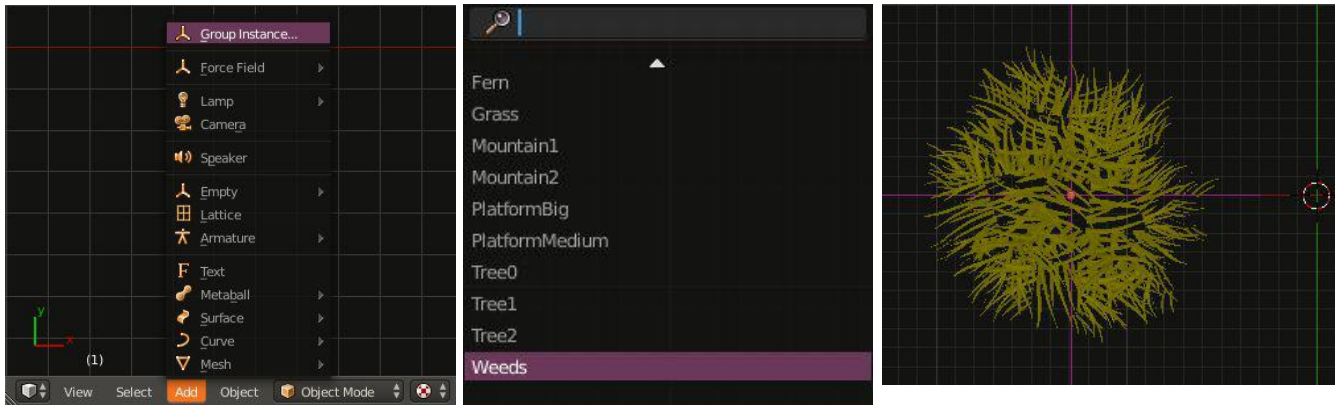 Group Instance...
Force Field
Lamp
Camera
Speaker
Empty
Lattice
Armature
Text
Metaball
Surface
Curve
Mesh
y
x
(1)
View Select Add Object Object Mode
Fern
Grass
Mountain1
Mountain2
PlatformBig
PlatformMedium
Tree0
Tree1
Tree2
Weeds